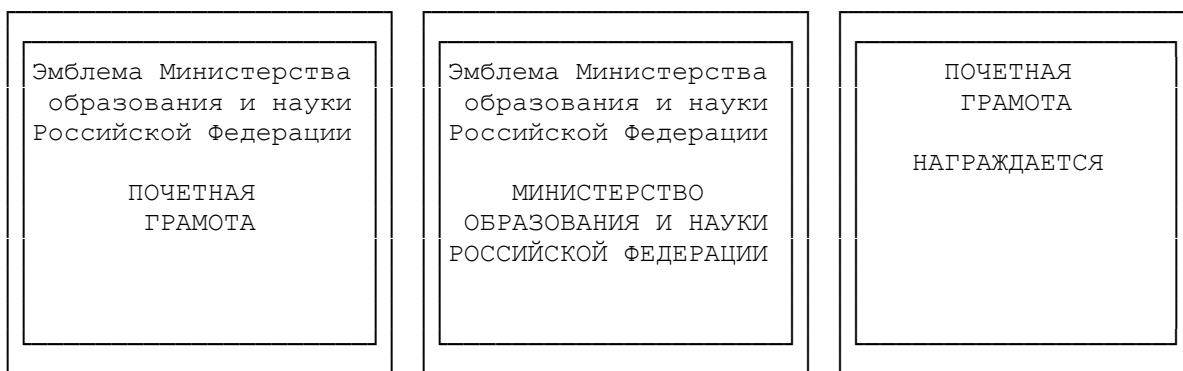 Эмблема Министерства
образования и науки
Российской Федерации
ПОЧЕТНАЯ
ГРАМОТА
Эмблема Министерства
образования и науки
Российской Федерации
МИНИСТЕРСТВО
ОБРАЗОВАНИЯ И НАУКИ
РОССИЙСКОЙ ФЕДЕРАЦИИ
ПОЧЕТНАЯ
ГРАМОТА
НАГРАЖДАЕТСЯ